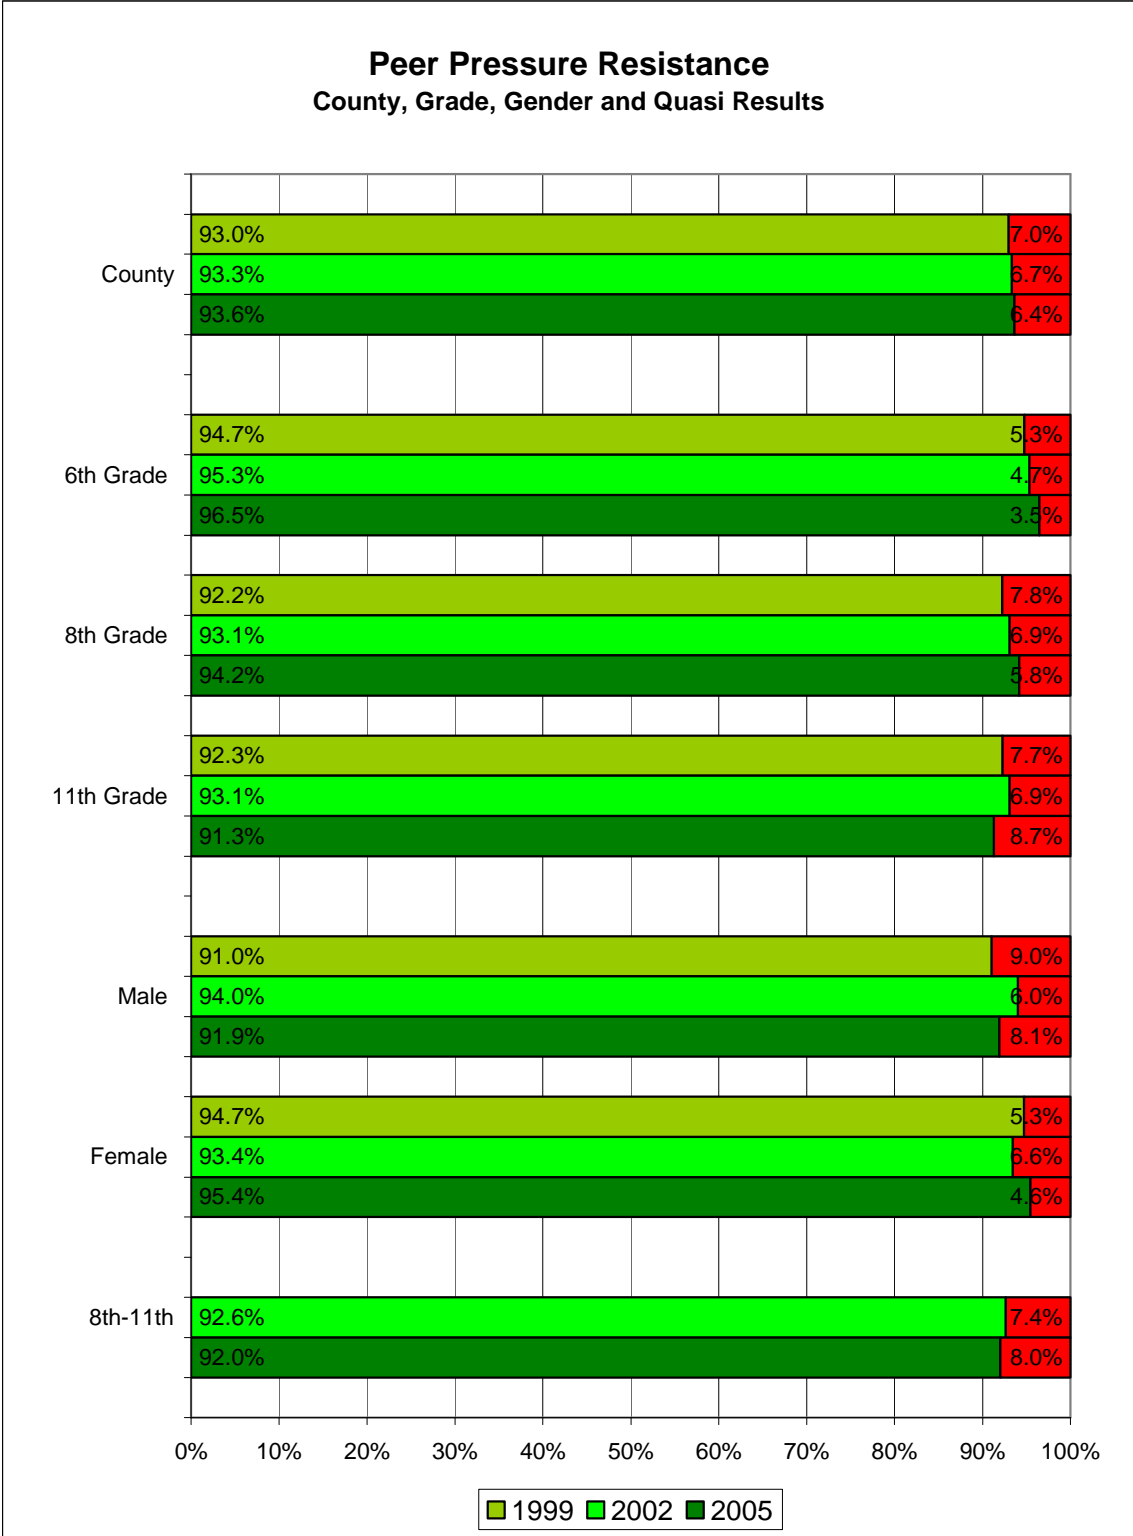 Peer Pressure Resistance
County, Grade, Gender and Quasi Results
93.0% 7.0%
County 93.3% 6.7%
93.6% 6.4%
94.7% 5.3%
6th Grade 95.3% 4.7%
96.5% 3.5%
92.2% 7.8%
8th Grade 93.1% 6.9%
94.2% 5.8%
92.3% 7.7%
11th Grade 93.1% 6.9%
91.3% 8.7%
91.0% 9.0%
Male 94.0% 6.0%
91.9% 8.1%
94.7% 5.3%
Female 93.4% 6.6%
95.4% 4.6%
8th-11th 92.6% 7.4%
92.0% 8.0%
0% 10% 20% 30% 40% 50% 60% 70% 80% 90% 100%
1999 2002 2005